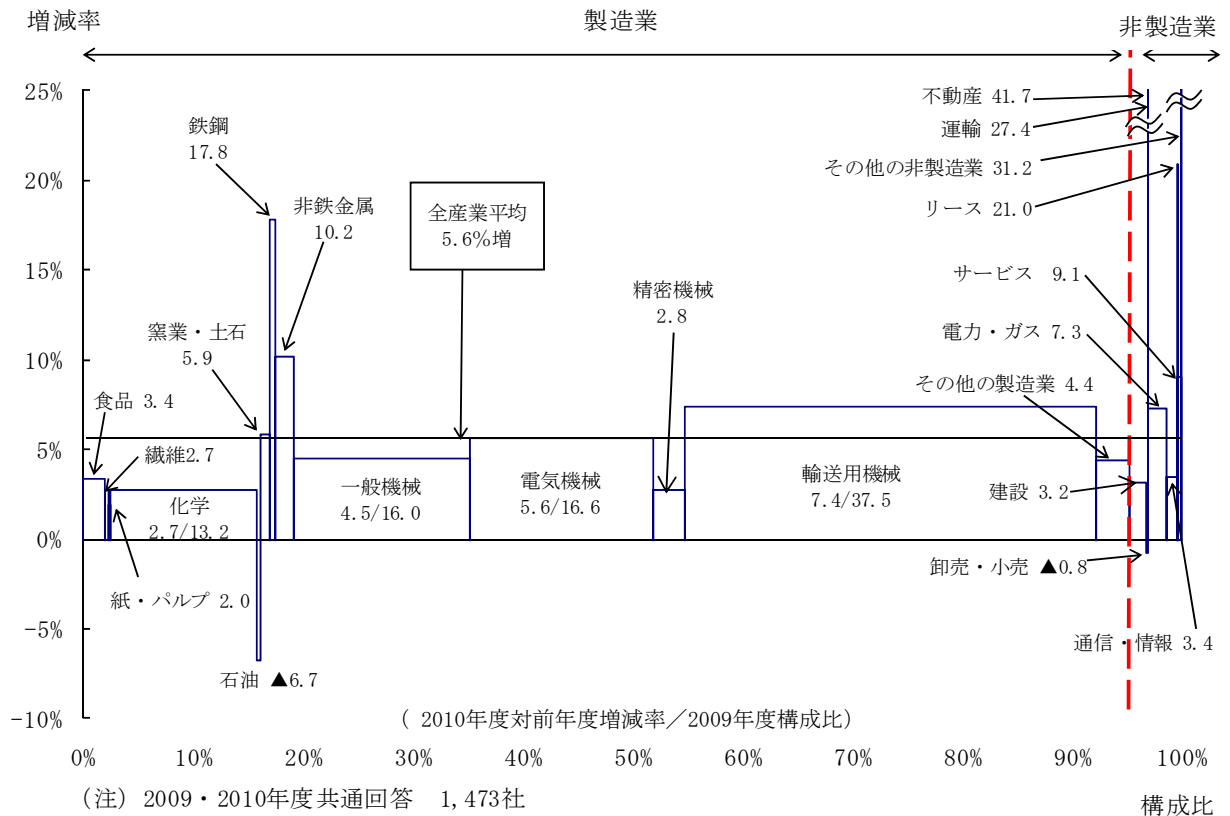 増減率
製造業
非製造業
25%
20%
15%
10%
5%
0%
-5%
-10%
鉄鋼
17.8
非鉄金属
10.2
全産業平均
5.6%増
精密機械
2.8
窯業・土石
5.9
食品 3.4
繊維2.7
化学
2.7/13.2
紙・パルプ 2.0
石油 ▲6.7
一般機械
4.5/16.0
電気機械
5.6/16.6
輸送用機械
7.4/37.5
不動産 41.7
運輸 27.4
その他の非製造業 31.2
リース 21.0
サービス 9.1
電力・ガス 7.3
その他の製造業 4.4
建設 3.2
卸売・小売 ▲0.8
通信・情報 3.4
( 2010年度対前年度増減率／2009年度構成比)
0% 10% 20% 30% 40% 50% 60% 70% 80% 90% 100%
(注) 2009・2010年度共通回答 1,473社
構成比